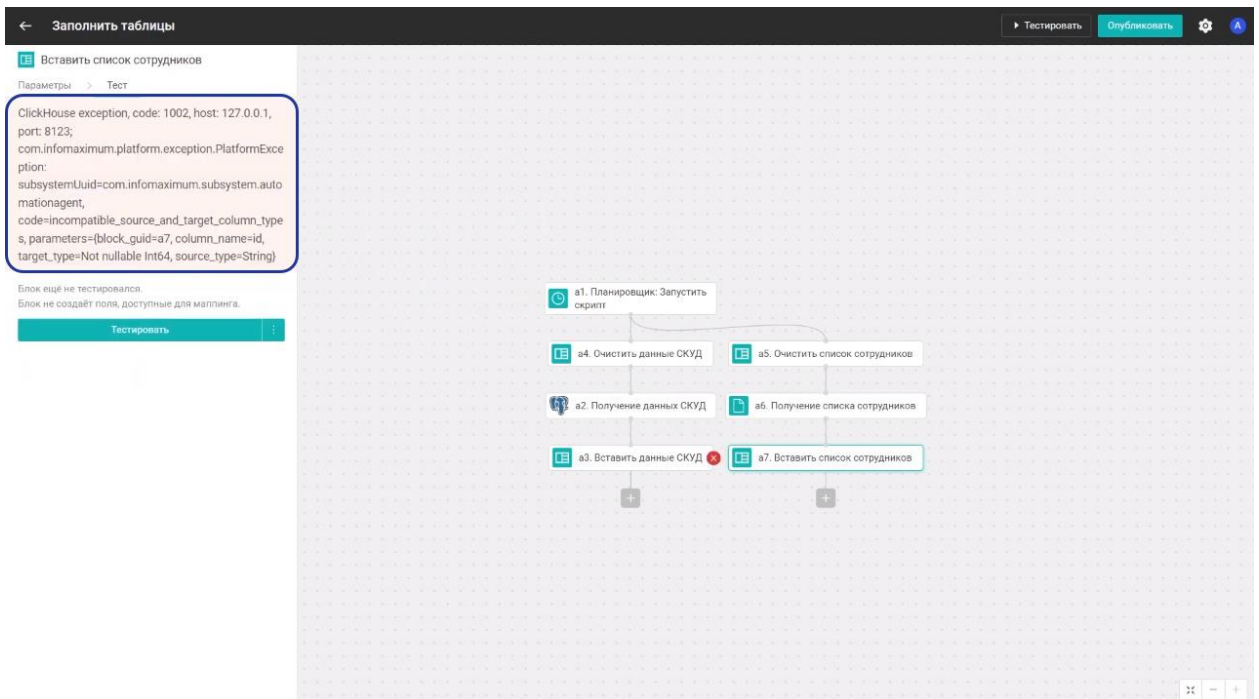 Заполнить таблицы
Тестировать
Опубликовать
A
Вставить список сотрудников
Параметры > Тест
ClickHouse exception, code: 1002, host: 127.0.0.1,
port: 8123;
com.infomaximum.platform.exception.PlatformExce
ption:
subsystemUuid=com.infomaximum.subsystem.auto
mationagent,
code=incompatible_source_and_target_column_type
s, parameters={block_guid=a7, column_name=id,
target_type=Not nullable Int64, source_type=String}
Блок ещё не тестировался.
Блок не создаёт поля, доступные для маппинга.
Тестировать
a1. Планировщик: Запустить
скрипт
a4. Очистить данные СКУД
a5. Очистить список сотрудников
a2. Получение данных СКУД
a6. Получение списка сотрудников
a3. Вставить данные СКУД
a7. Вставить список сотрудников